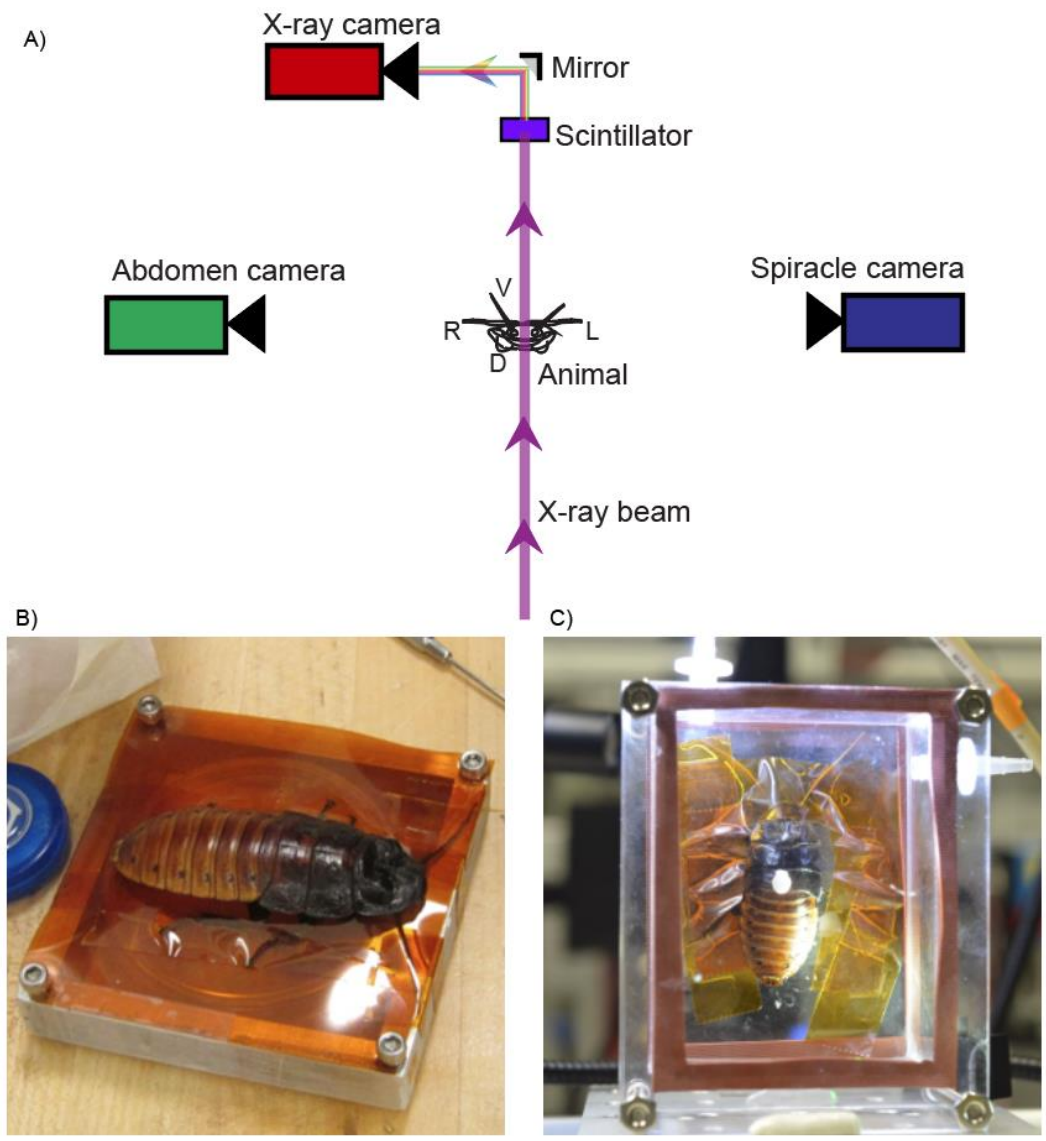 A)
X-ray camera
Mirror
Scintillator
Abdomen camera
Spiracle camera
V
R
L
D
Animal
X-ray beam
B)
C)